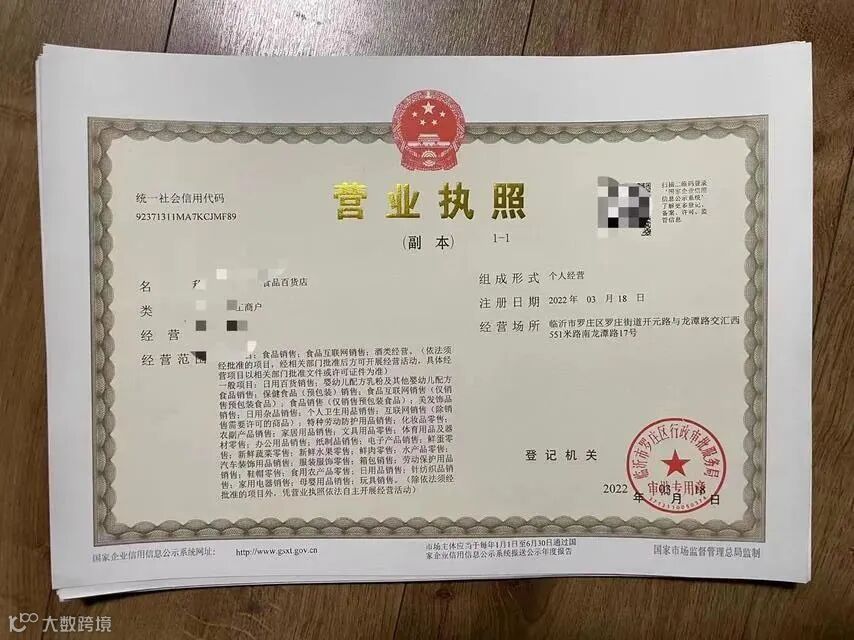 统一社会信用代码
92371311MA7KCJMF89
营业执照
(副 本) 1-1
扫描二维码登录
‘国家企业信用
信息公示系统’
了解更多登记、
备案、许可、监
管信息
名
食品百货店
类
工商户
经 营
经营范围
食品销售；食品互联网销售；酒类经营。（依法须
经批准的项目，经相关部门批准后方可开展经营活动，具体经
营项目以相关部门批准文件或许可证件为准）
一般项目：日用百货销售；婴幼儿配方乳粉及其他婴幼儿配方
食品销售；保健食品（预包装）销售；食品互联网销售（仅销
售预包装食品）；食品销售（仅销售预包装食品）；美发饰品
销售；日用杂品销售；个人卫生用品销售；互联网销售（除销
售需要许可的商品）；特种劳动防护用品销售；化妆品零售；
农副产品销售；家居用品销售；文具用品零售；体育用品及器
材零售；办公用品销售；纸制品销售；电子产品销售；鲜蛋零
售；新鲜蔬菜零售；新鲜水果零售；鲜肉零售；水产品零售；
汽车装饰用品销售；服装服饰零售；箱包销售；劳动保护用品
销售；鞋帽零售；食用农产品零售；日用品销售；针纺织品销
售；家用电器销售；母婴用品销售；玩具销售。（除依法须经
批准的项目外，凭营业执照依法自主开展经营活动）
组成形式 个人经营
注册日期 2022年 03 月 18 日
经营场所 临沂市罗庄区罗庄街道开元路与龙潭路交汇西
551米路南龙潭路17号
登记机关
临沂市罗庄区行政审批服务局
审批专用章
2022 年 03 月 18 日
国家企业信用信息公示系统网址： http://www.gsxt.gov.cn
市场主体应当于每年1月1日至6月30日通过国
家企业信用信息公示系统报送公示年度报告
国家市场监督管理总局监制
大数跨境